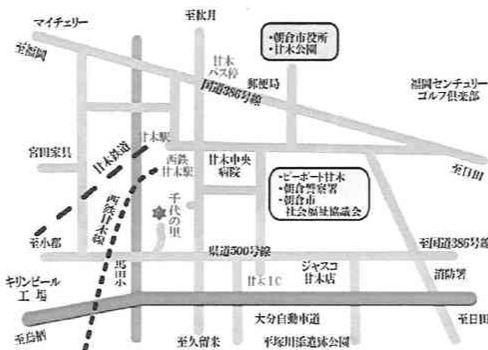 マイチェリー
至秋月
・朝倉市役所
・甘木公園
至福岡
甘木
バス停
郵便局
国道386号線
福岡センチュリー
ゴルフ倶楽部
宮田家具
甘木鉄道
甘木駅
西鉄
甘木駅
甘木中央
病院
至日田
・ピーポート甘木
・朝倉警察署
・朝倉市
社会福祉協議会
西鉄甘木線
千代の里
至小郡
県道500号線
至国道386号線
キリンビール
工場
馬田小
甘木IC
ジャスコ
甘木店
消防署
大分自動車道
至鳥栖
至久留米
平塚川添遺跡公園
至日田